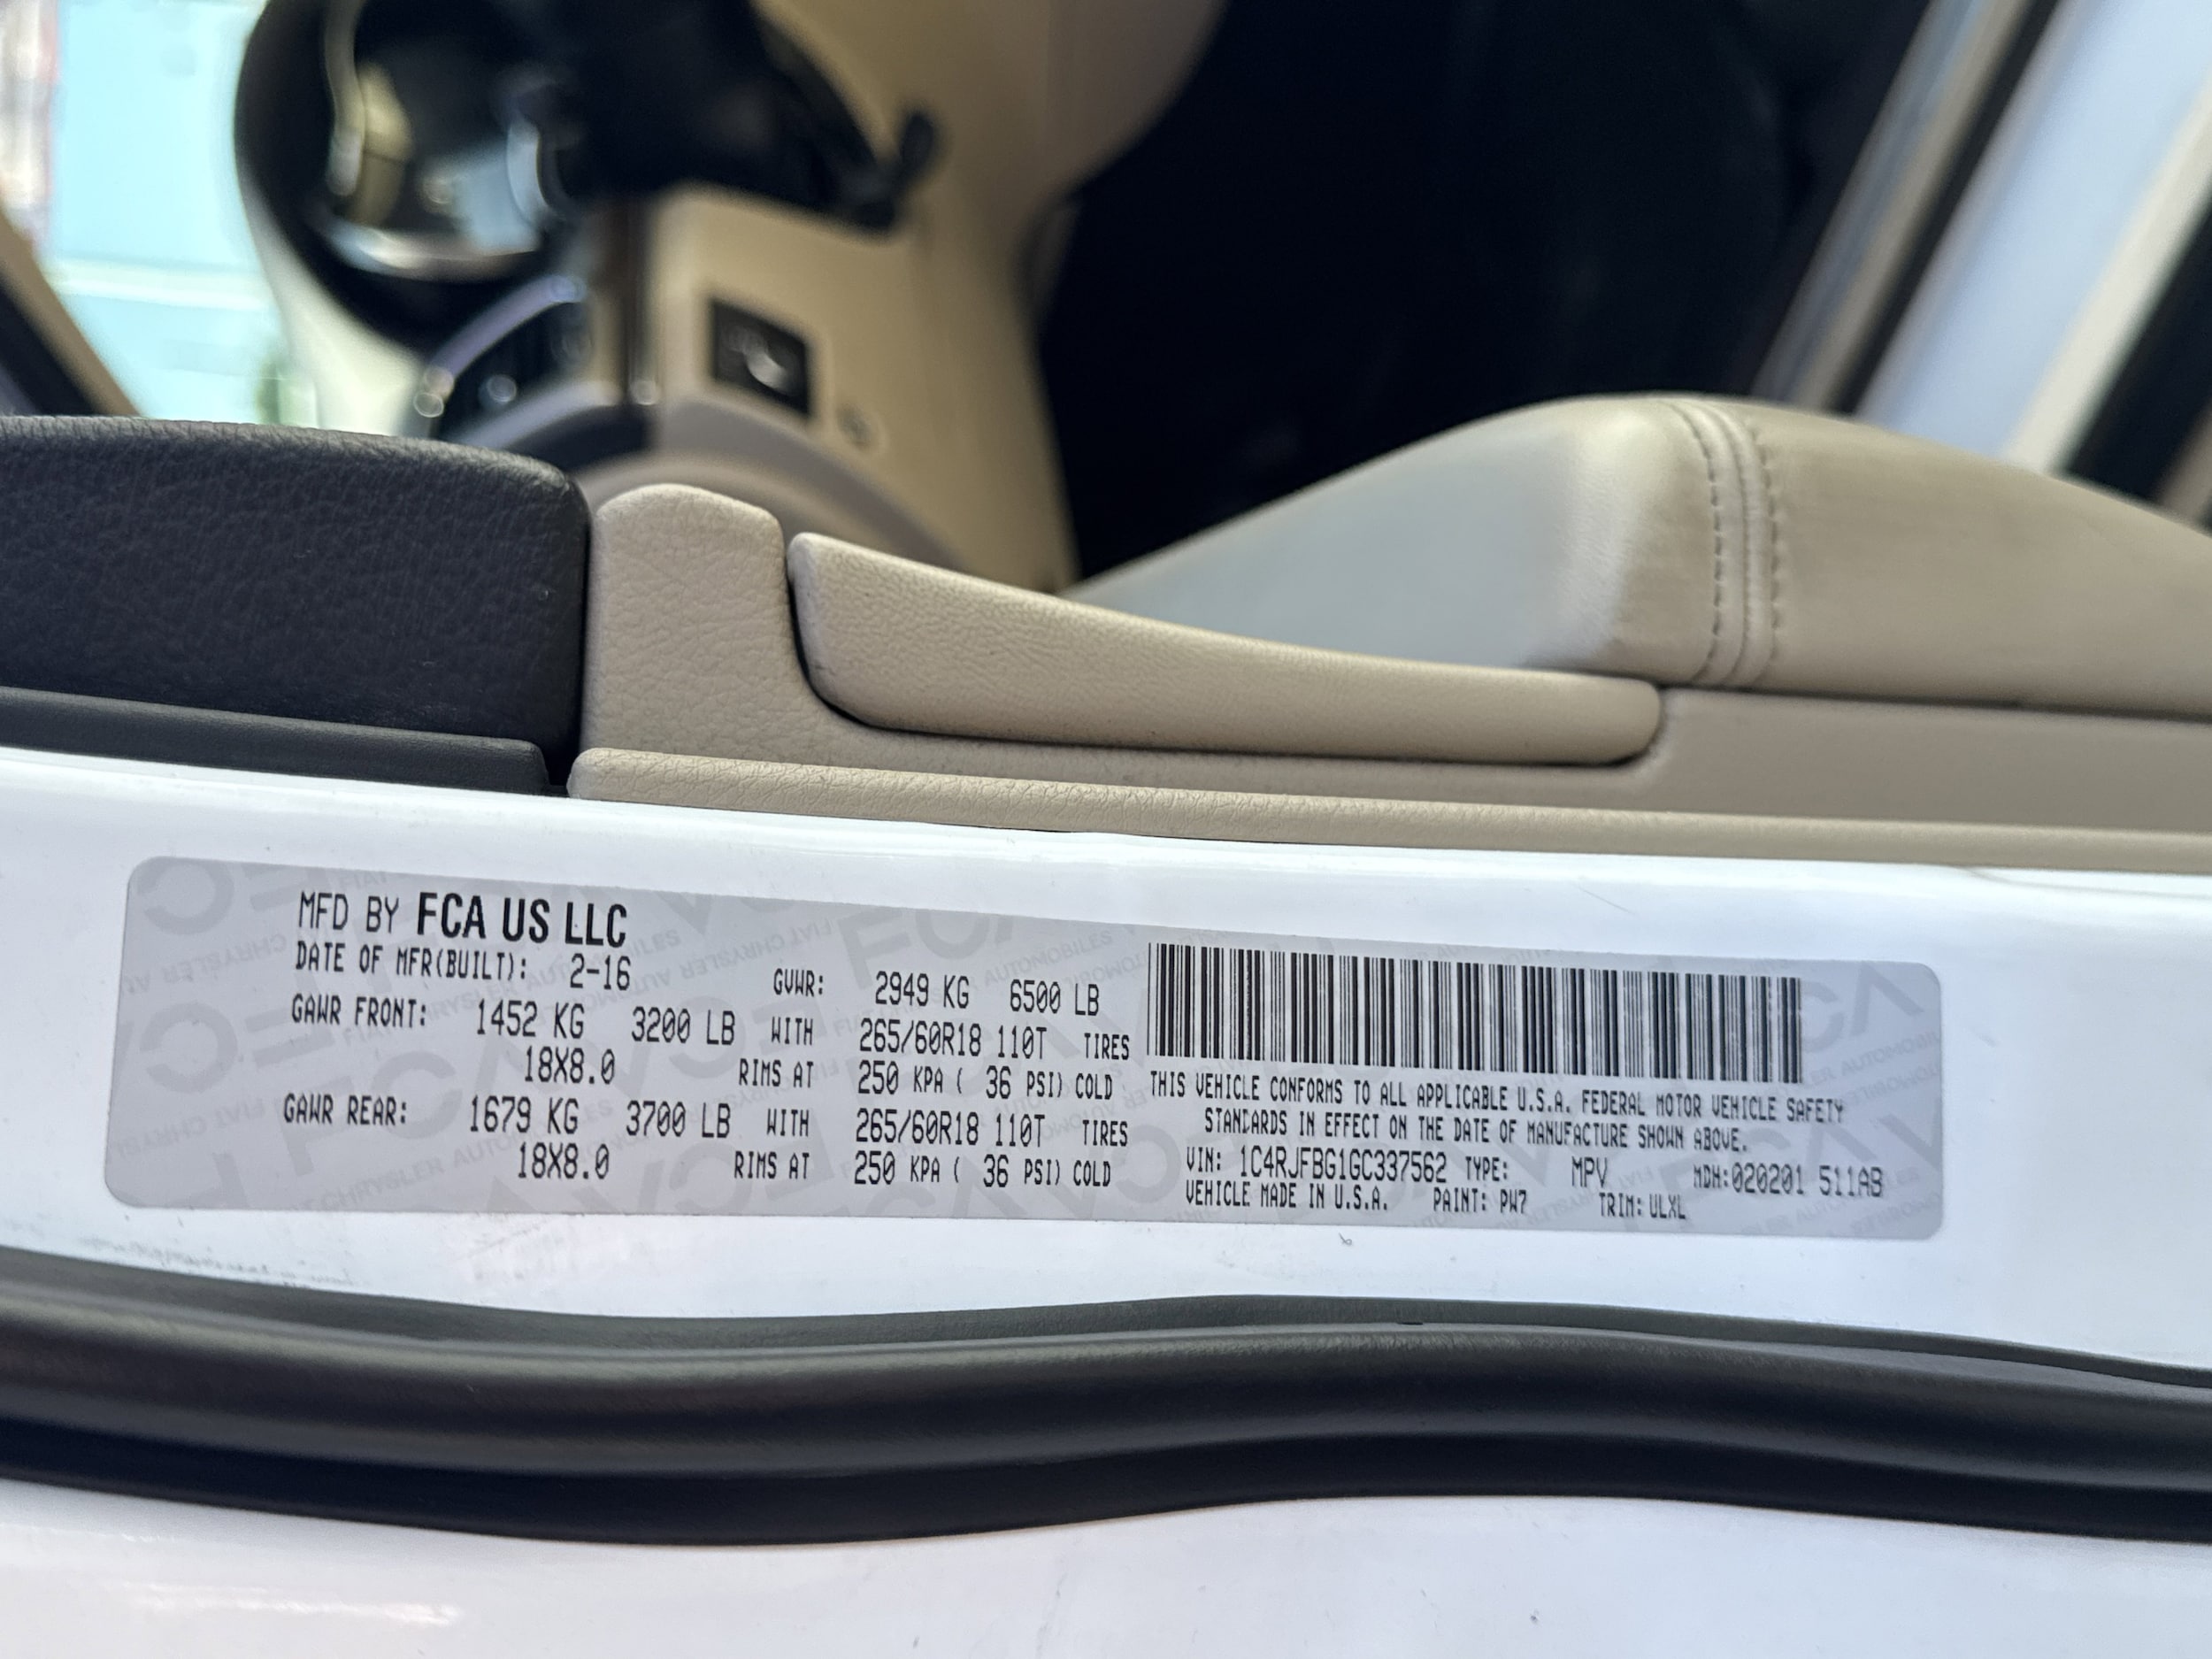 MFD BY FCA US LLC
DATE OF MFR(BUILT): 2-16 GVWR: 2949 KG 6500 LB
GAWR FRONT: 1452 KG 3200 LB WITH 265/60R18 110T TIRES
18X8.0 RIMS AT 250 KPA ( 36 PSI) COLD
GAWR REAR: 1679 KG 3700 LB WITH 265/60R18 110T TIRES
18X8.0 RIMS AT 250 KPA ( 36 PSI) COLD
THIS VEHICLE CONFORMS TO ALL APPLICABLE U.S.A. FEDERAL MOTOR VEHICLE SAFETY
STANDARDS IN EFFECT ON THE DATE OF MANUFACTURE SHOWN ABOVE.
VIN: 1C4RJFBG1GC337562 TYPE: MPV MDH:020201 511AB
VEHICLE MADE IN U.S.A. PAINT: PW7 TRIM: ULXL